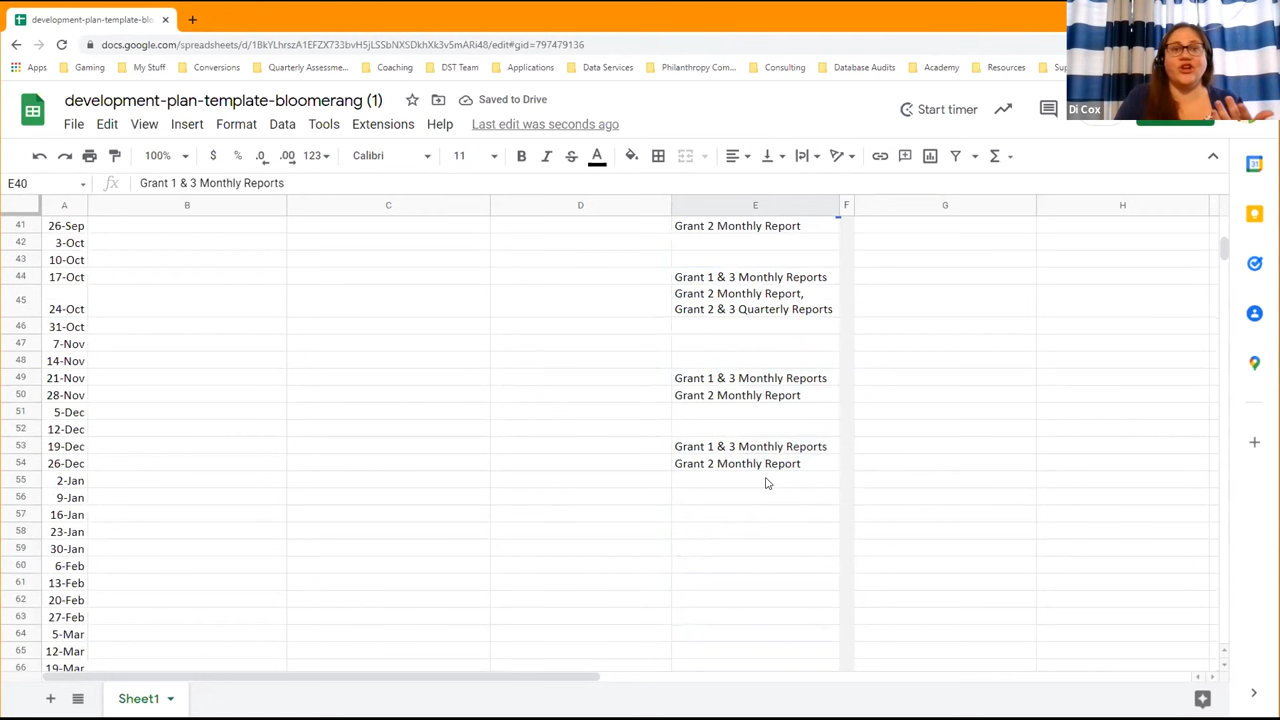 development-plan-template-bloo
docs.google.com/spreadsheets/d/1BkYLhrszA1EFZX733bvH5jLSSbNXSDkhXk3v5mARi48/edit#gid=797479136
Apps Gaming My Stuff Conversions Quarterly Assessme... Coaching DST Team Applications Data Services Philanthropy Com... Consulting Database Audits Academy Resources Su
Di Cox
development-plan-template-bloomerang (1) Saved to Drive Start timer
File Edit View Insert Format Data Tools Extensions Help Last edit was seconds ago
100% $ % .0 .00 123 Calibri 11 B I S A Σ
E40 fx Grant 1 & 3 Monthly Reports
A B C D E F G H
41 26-Sep Grant 2 Monthly Report
42 3-Oct
43 10-Oct
44 17-Oct Grant 1 & 3 Monthly Reports
Grant 2 Monthly Report,
45 24-Oct Grant 2 & 3 Quarterly Reports
46 31-Oct
47 7-Nov
48 14-Nov
49 21-Nov Grant 1 & 3 Monthly Reports
50 28-Nov Grant 2 Monthly Report
51 5-Dec
52 12-Dec
53 19-Dec Grant 1 & 3 Monthly Reports
54 26-Dec Grant 2 Monthly Report
55 2-Jan
56 9-Jan
57 16-Jan
58 23-Jan
59 30-Jan
60 6-Feb
61 13-Feb
62 20-Feb
63 27-Feb
64 5-Mar
65 12-Mar
66 19-Mar
Sheet1